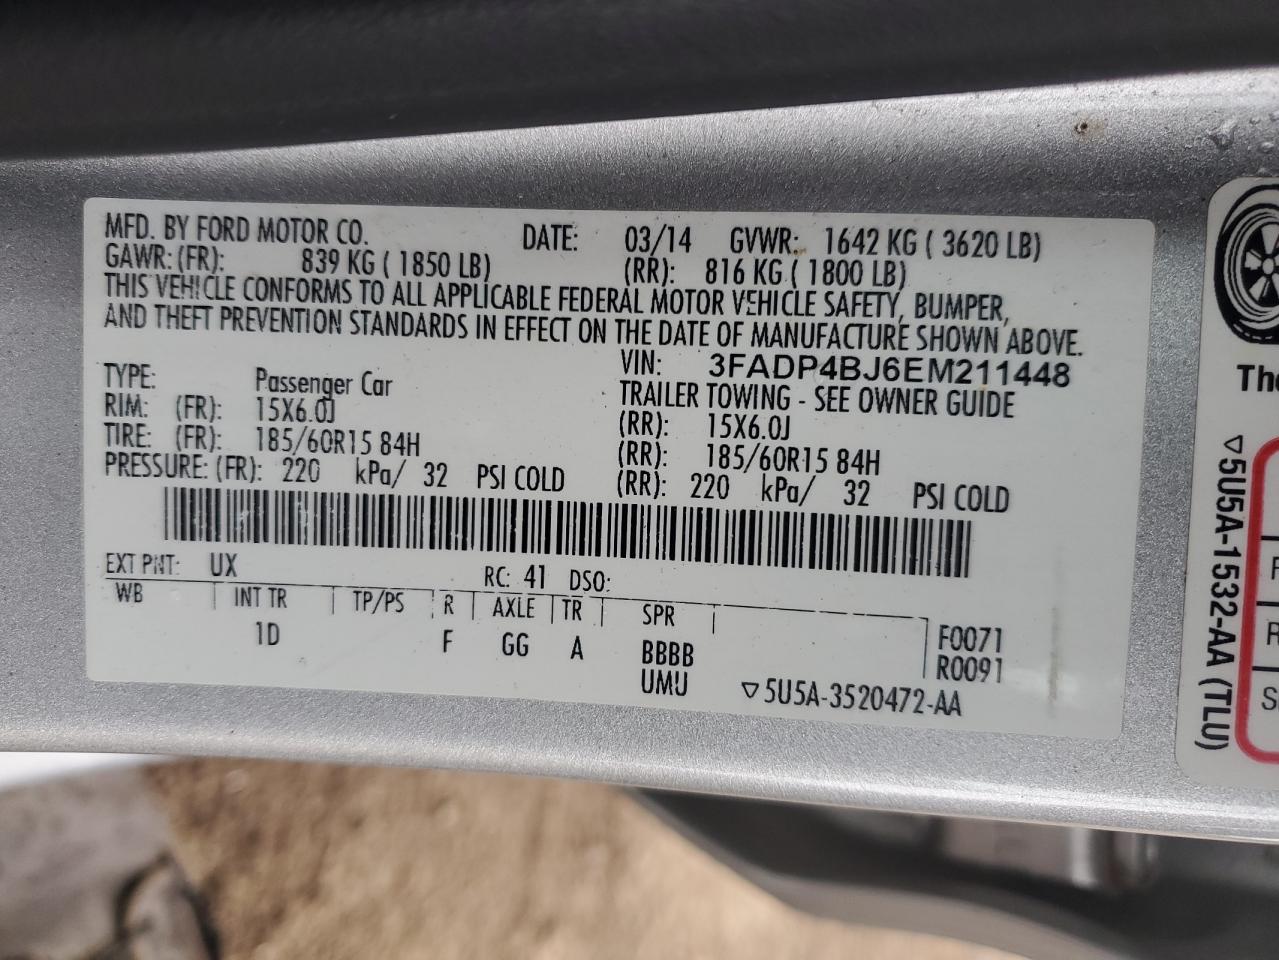 MFD. BY FORD MOTOR CO. DATE: 03/14 GVWR: 1642 KG ( 3620 LB)
GAWR: (FR): 839 KG ( 1850 LB) (RR): 816 KG ( 1800 LB)
THIS VEHICLE CONFORMS TO ALL APPLICABLE FEDERAL MOTOR VEHICLE SAFETY, BUMPER,
AND THEFT PREVENTION STANDARDS IN EFFECT ON THE DATE OF MANUFACTURE SHOWN ABOVE.
VIN: 3FADP4BJ6EM211448
TYPE: Passenger Car TRAILER TOWING - SEE OWNER GUIDE
RIM: (FR): 15X6.0J (RR): 15X6.0J
TIRE: (FR): 185/60R15 84H (RR): 185/60R15 84H
PRESSURE: (FR): 220 kPa/ 32 PSI COLD (RR): 220 kPa/ 32 PSI COLD
EXT PNT: UX RC: 41 DSO:
WB INT TR TP/PS R AXLE TR SPR
1D F GG A BBBB F0071
UMU R0091
▽5U5A-3520472-AA
The
▽5U5A-1532-AA (TLU)
F
R
S